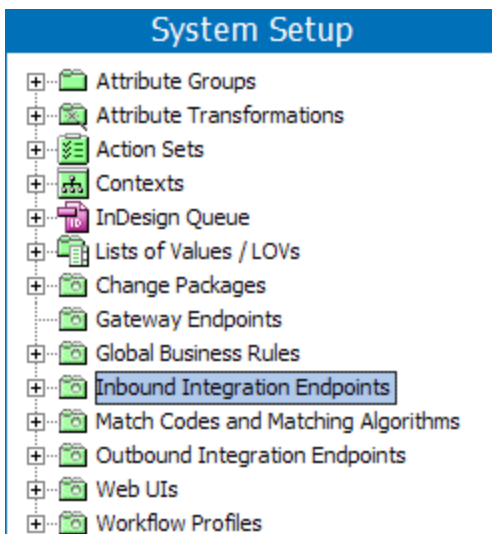 System Setup
Attribute Groups
Attribute Transformations
Action Sets
Contexts
InDesign Queue
Lists of Values / LOVs
Change Packages
Gateway Endpoints
Global Business Rules
Inbound Integration Endpoints
Match Codes and Matching Algorithms
Outbound Integration Endpoints
Web UIs
Workflow Profiles